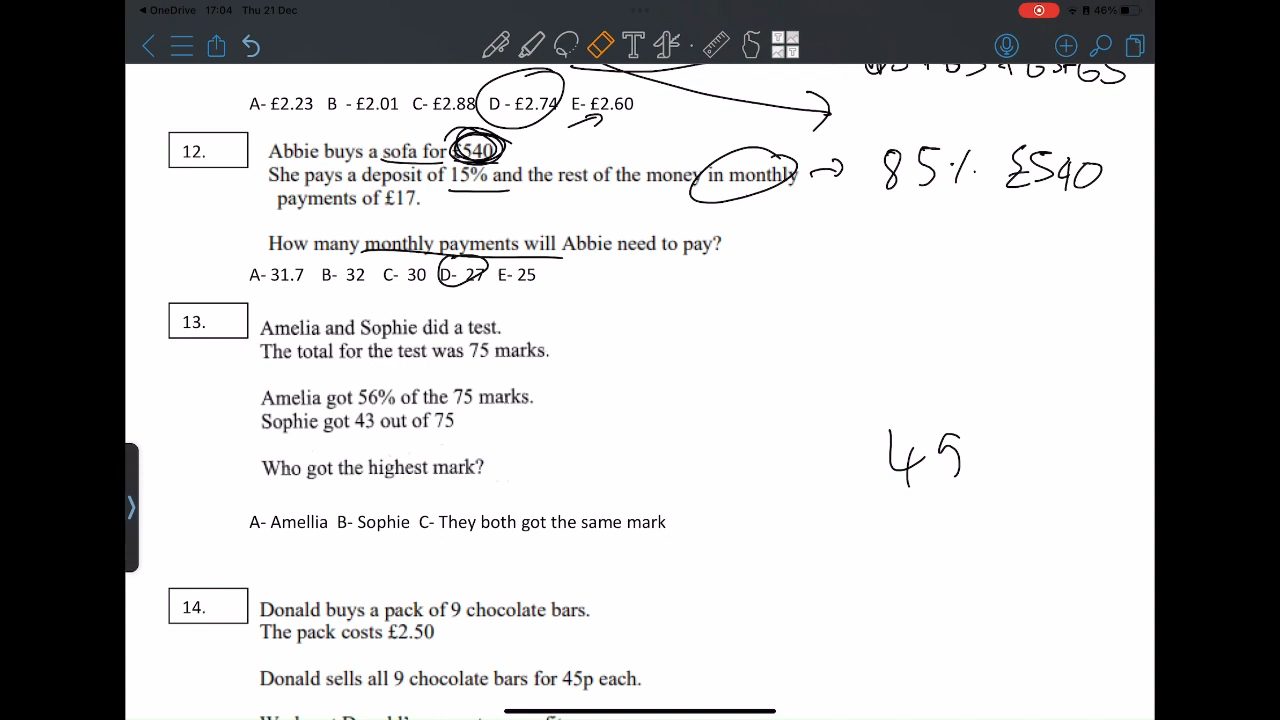 OneDrive 17:04 Thu 21 Dec 46%
A- £2.23 B - £2.01 C- £2.88 D - £2.74 E- £2.60
12. Abbie buys a sofa for £540
She pays a deposit of 15% and the rest of the money in monthly
payments of £17.
85% £540
How many monthly payments will Abbie need to pay?
A- 31.7 B- 32 C- 30 D- 27 E- 25
13. Amelia and Sophie did a test.
The total for the test was 75 marks.
Amelia got 56% of the 75 marks.
Sophie got 43 out of 75
Who got the highest mark?
A- Amellia B- Sophie C- They both got the same mark
14. Donald buys a pack of 9 chocolate bars.
The pack costs £2.50
Donald sells all 9 chocolate bars for 45p each.